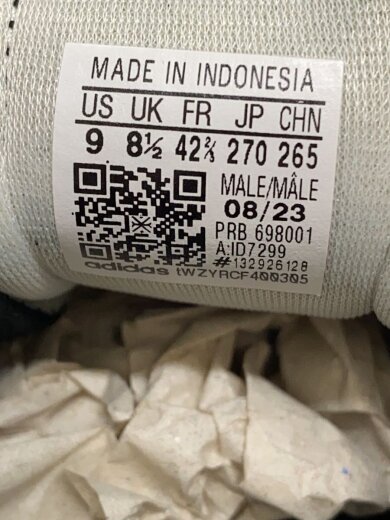 MADE IN INDONESIA
US UK FR JP CHN
9 8½ 42⅔ 270 265
MALE/MÂLE
08/23
PRB 698001
A:ID7299
#132926128
adidas tWZYRCF400305